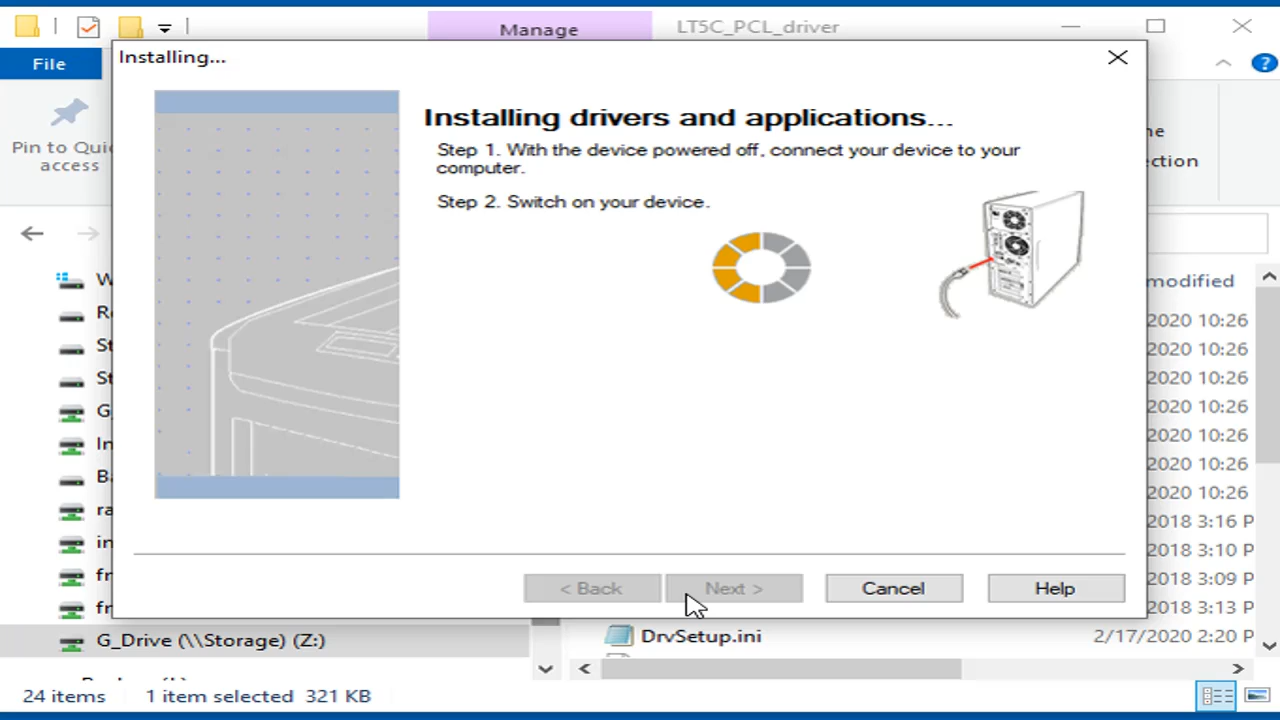 Manage
LT5C_PCL_driver
File
Installing...
Pin to Quic
access
Installing drivers and applications...
Step 1. With the device powered off, connect your device to your
computer.
Step 2. Switch on your device.
ection
modified
2020 10:26
2020 10:26
2020 10:26
2020 10:26
2020 10:26
2020 10:26
2020 10:26
2018 3:16 P
2018 3:10 P
2018 3:09 P
2018 3:13 P
< Back
Next >
Cancel
Help
G_Drive (\\Storage) (Z:)
DrvSetup.ini
2/17/2020 2:20 P
24 items
1 item selected 321 KB